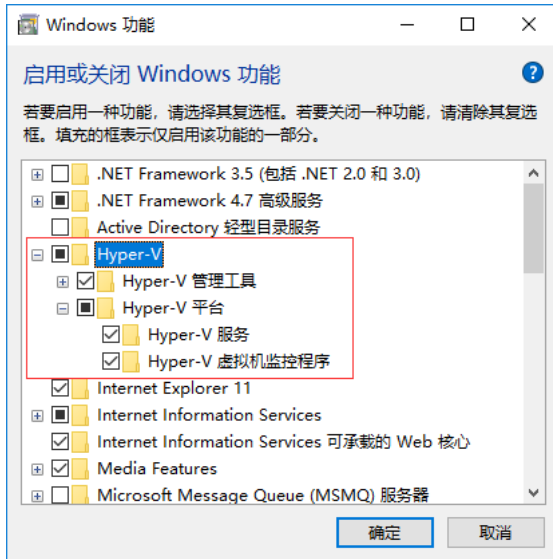 Windows 功能
启用或关闭 Windows 功能
若要启用一种功能，请选择其复选框。若要关闭一种功能，请清除其复选
框。填充的框表示仅启用该功能的一部分。
.NET Framework 3.5 (包括 .NET 2.0 和 3.0)
.NET Framework 4.7 高级服务
Active Directory 轻型目录服务
Hyper-V
Hyper-V 管理工具
Hyper-V 平台
Hyper-V 服务
Hyper-V 虚拟机监控程序
Internet Explorer 11
Internet Information Services
Internet Information Services 可承载的 Web 核心
Media Features
Microsoft Message Queue (MSMQ) 服务器
确定
取消